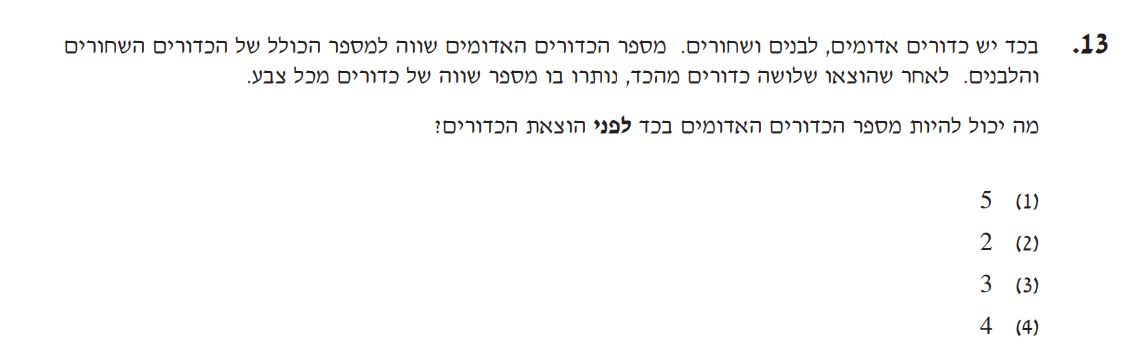 .13 בכד יש כדורים אדומים, לבנים ושחורים. מספר הכדורים האדומים שווה למספר הכולל של הכדורים השחורים
והלבנים. לאחר שהוצאו שלושה כדורים מהכד, נותרו בו מספר שווה של כדורים מכל צבע.
מה יכול להיות מספר הכדורים האדומים בכד לפני הוצאת הכדורים?
(1) 5
(2) 2
(3) 3
(4) 4